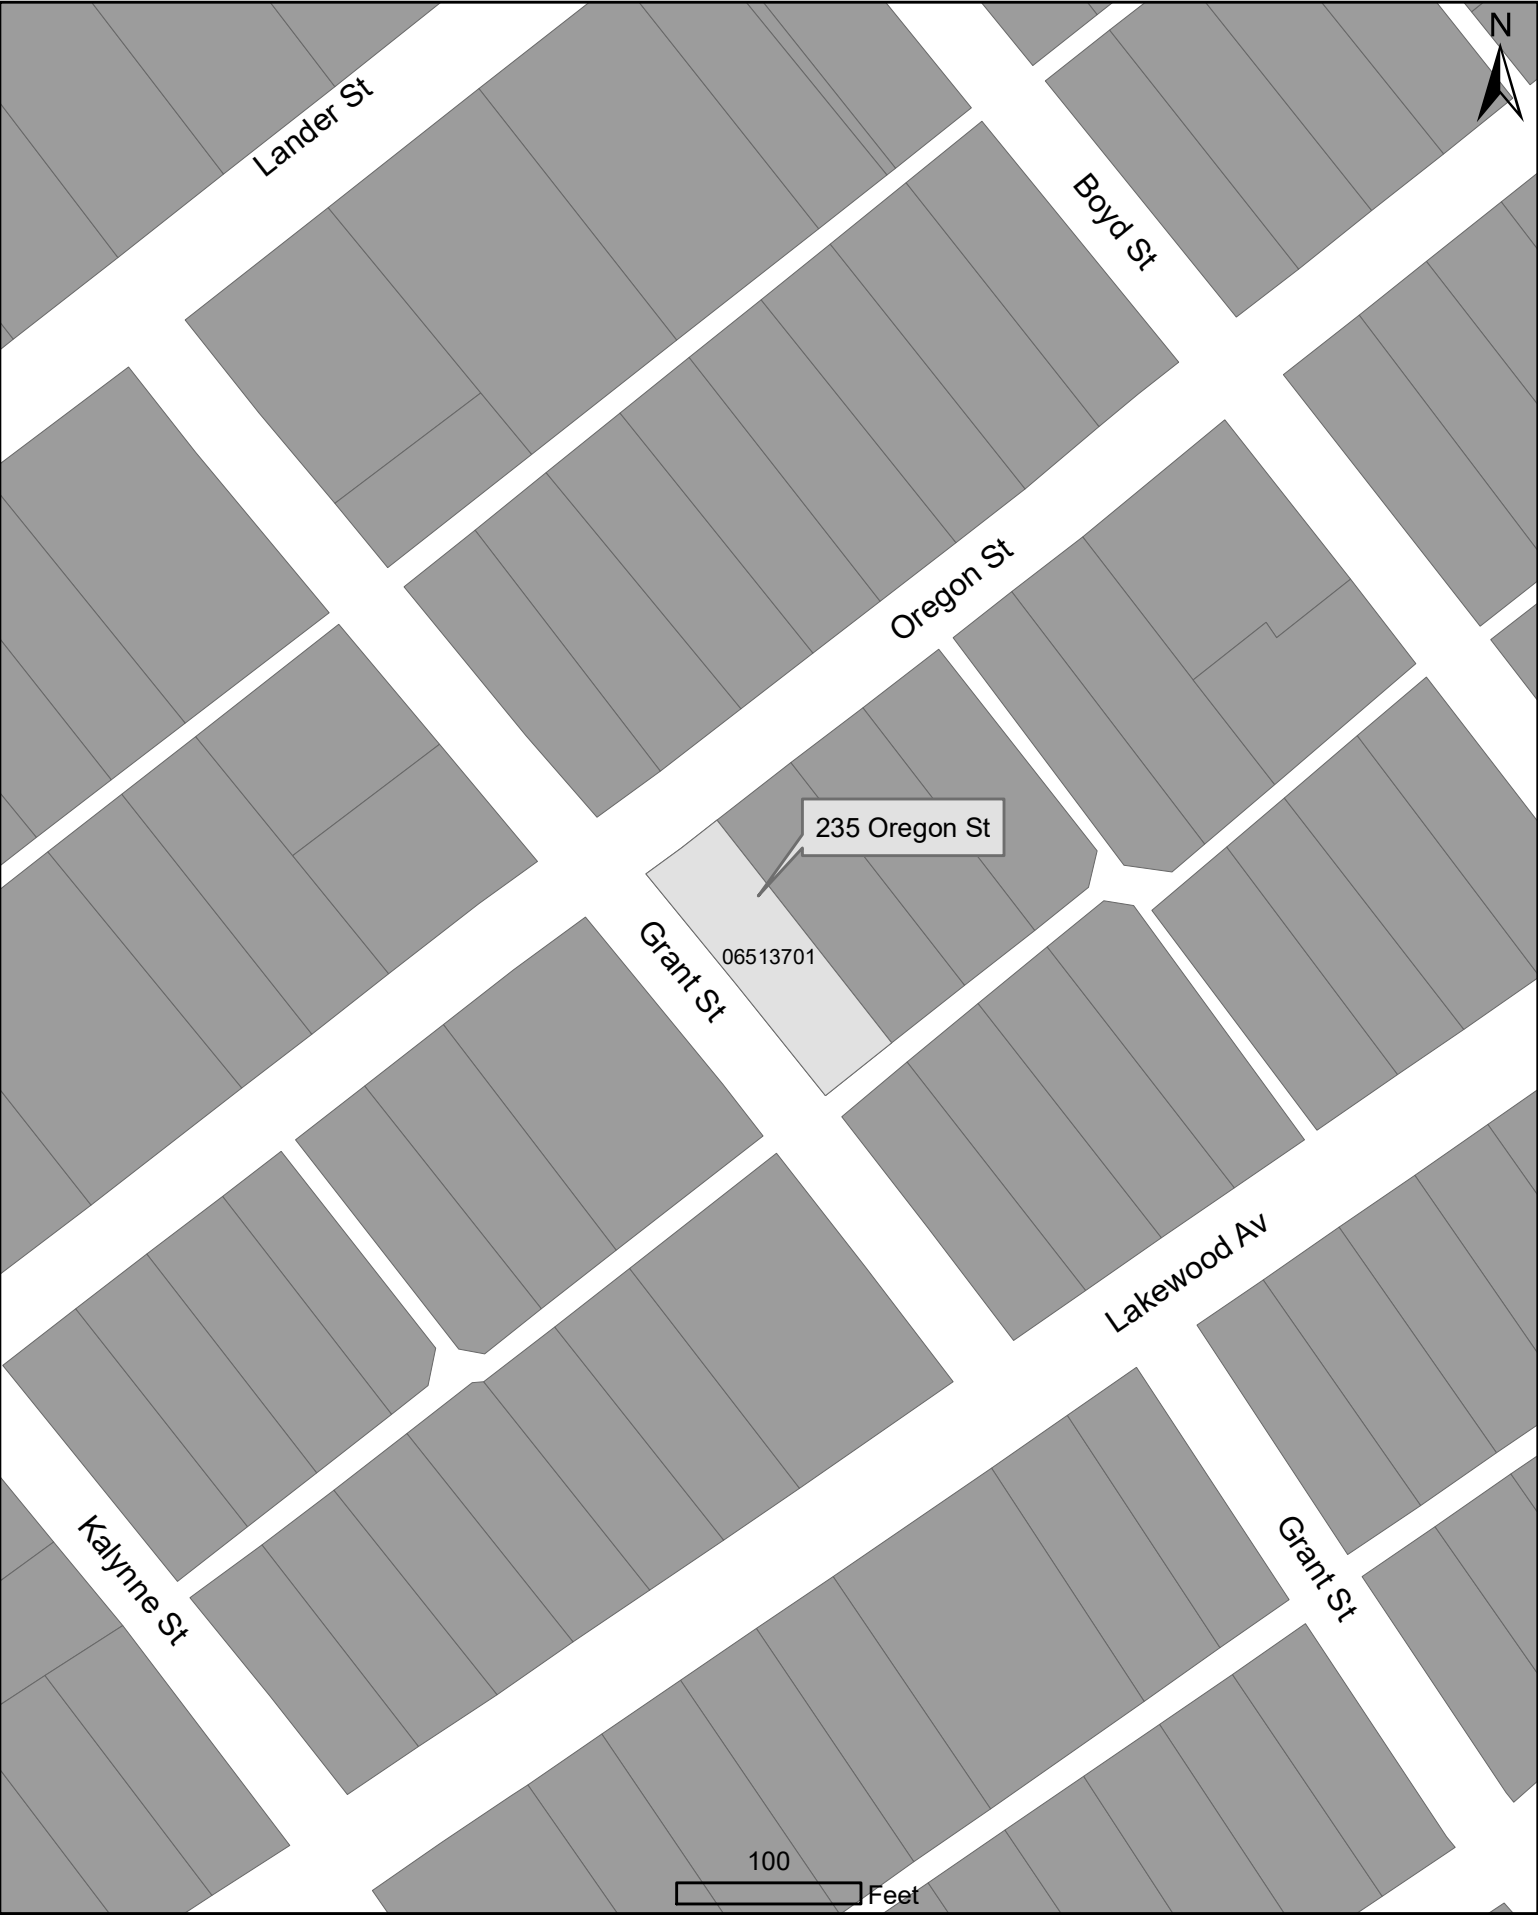 N
Lander St
Boyd St
Oregon St
235 Oregon St
Grant St
06513701
Lakewood Av
Kalynne St
Grant St
100
Feet